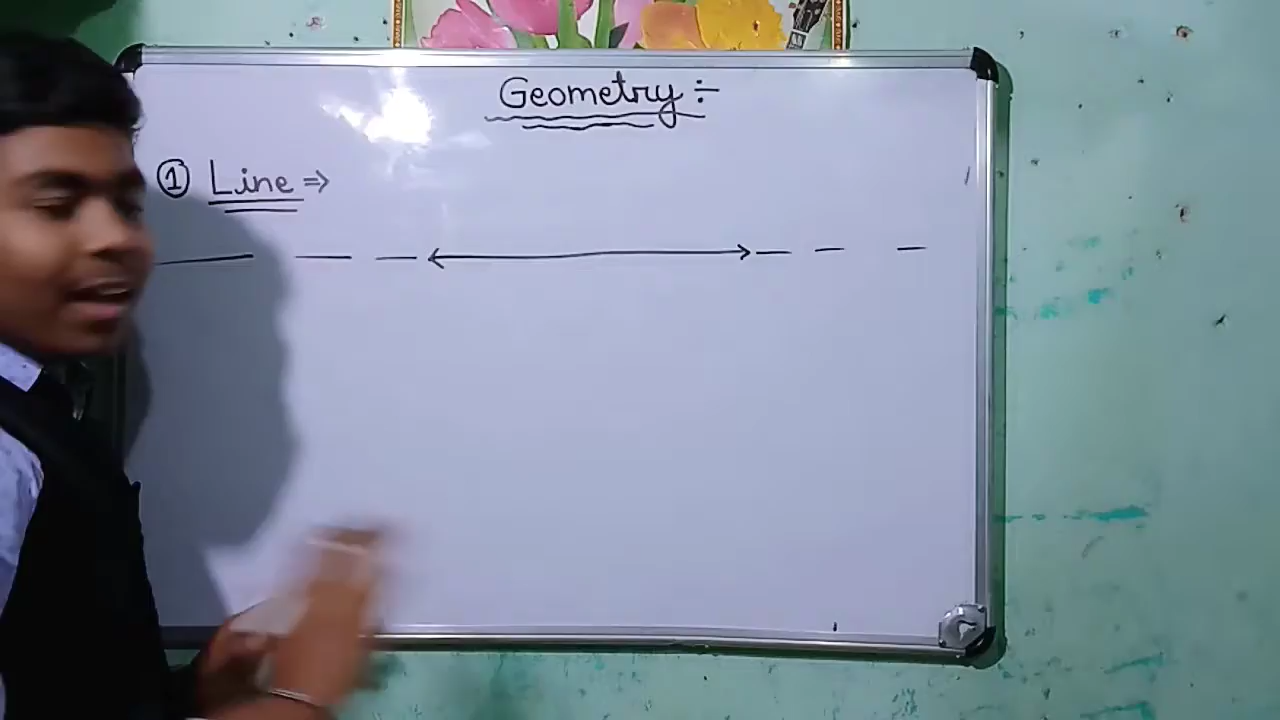 Geometry ÷
① Line ⇒